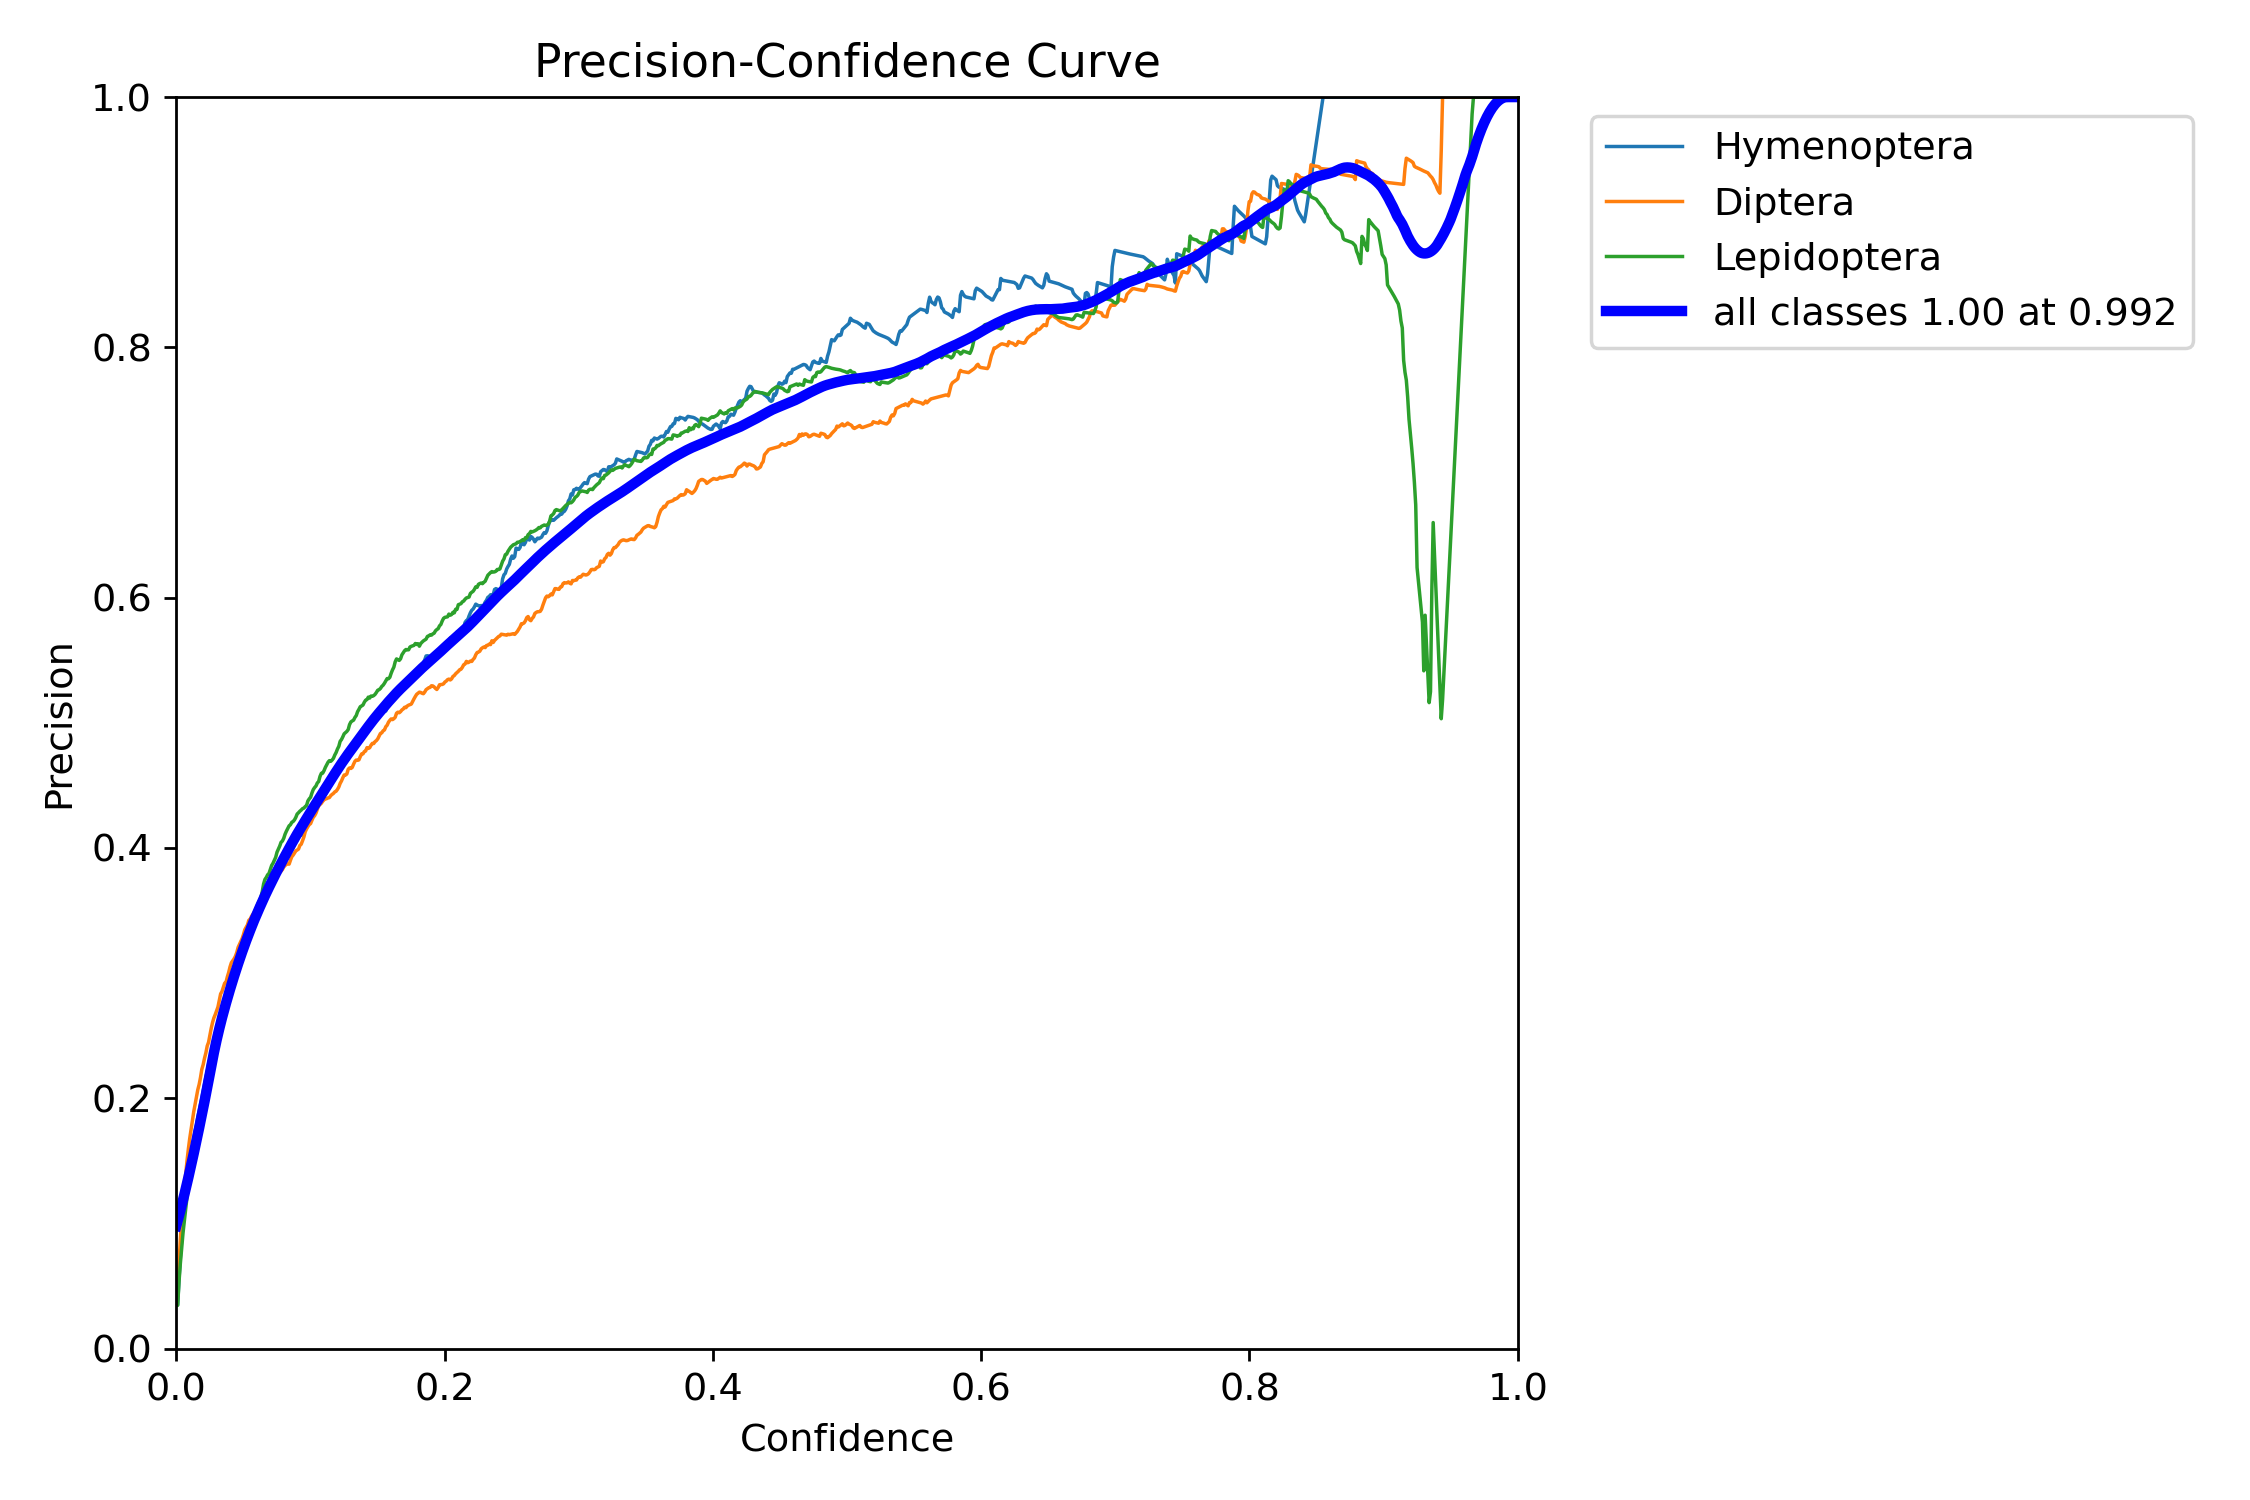 Precision-Confidence Curve
1.0
0.8
0.6
0.4
0.2
0.0
Precision
0.0 0.2 0.4 0.6 0.8 1.0
Confidence
Hymenoptera
Diptera
Lepidoptera
all classes 1.00 at 0.992